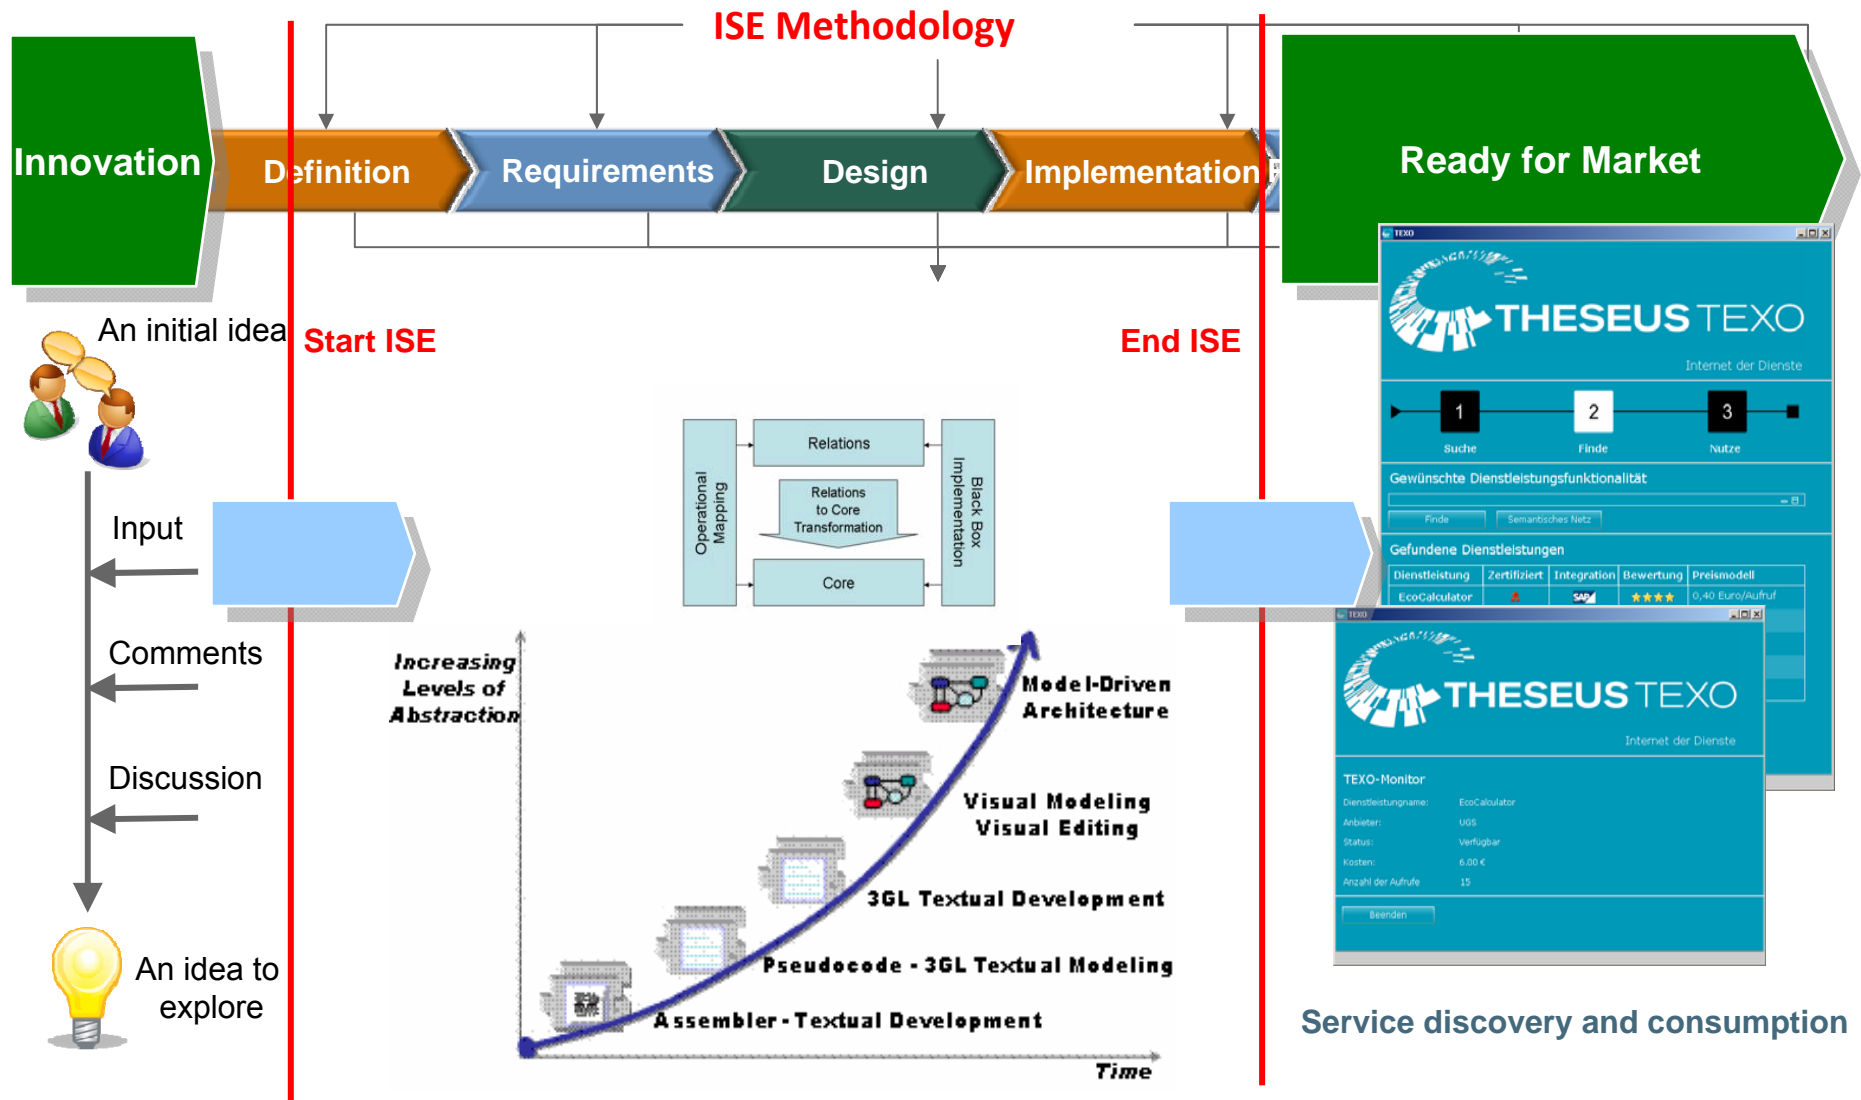 ISE Methodology
Innovation
Definition
Requirements
Design
Implementation
Ready for Market
An initial idea
Start ISE
End ISE
Input
Comments
Discussion
An idea to
explore
Relations
Operational
Mappping
Relations
to Core
Transformation
Black Box
Implementation
Core
Increasing
Levels of
Abstraction
Model-Driven
Architecture
Visual Modeling
Visual Editing
3GL Textual Development
Pseudocode - 3GL Textual Modeling
Assembler - Textual Development
Time
TEXO
THESEUS TEXO
Internet der Dienste
1
2
3
Suche
Finde
Nutze
Gewünschte Dienstleistungsfunktionalität
Finde
Semantisches Netz
Gefundene Dienstleistungen
Dienstleistung Zertifiziert Integration Bewertung Preismodell
EcoCalculator SAP 0,40 Euro/Aufruf
TEXO
THESEUS TEXO
Internet der Dienste
TEXO-Monitor
Dienstleistungname: EcoCalculator
Anbieter: UGS
Status: Verfügbar
Kosten: 6.00 €
Anzahl der Aufrufe 15
Beenden
Service discovery and consumption